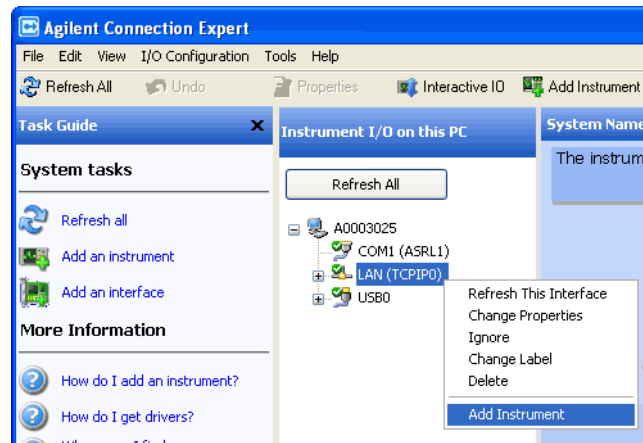 Agilent Connection Expert
File Edit View I/O Configuration Tools Help
Refresh All Undo Properties Interactive IO Add Instrument
Task Guide
System tasks
Refresh all
Add an instrument
Add an interface
More Information
How do I add an instrument?
How do I get drivers?
Instrument I/O on this PC
Refresh All
A0003025
COM1 (ASRL1)
LAN (TCPIP0)
USB0
Refresh This Interface
Change Properties
Ignore
Change Label
Delete
Add Instrument
System Name
The instrum